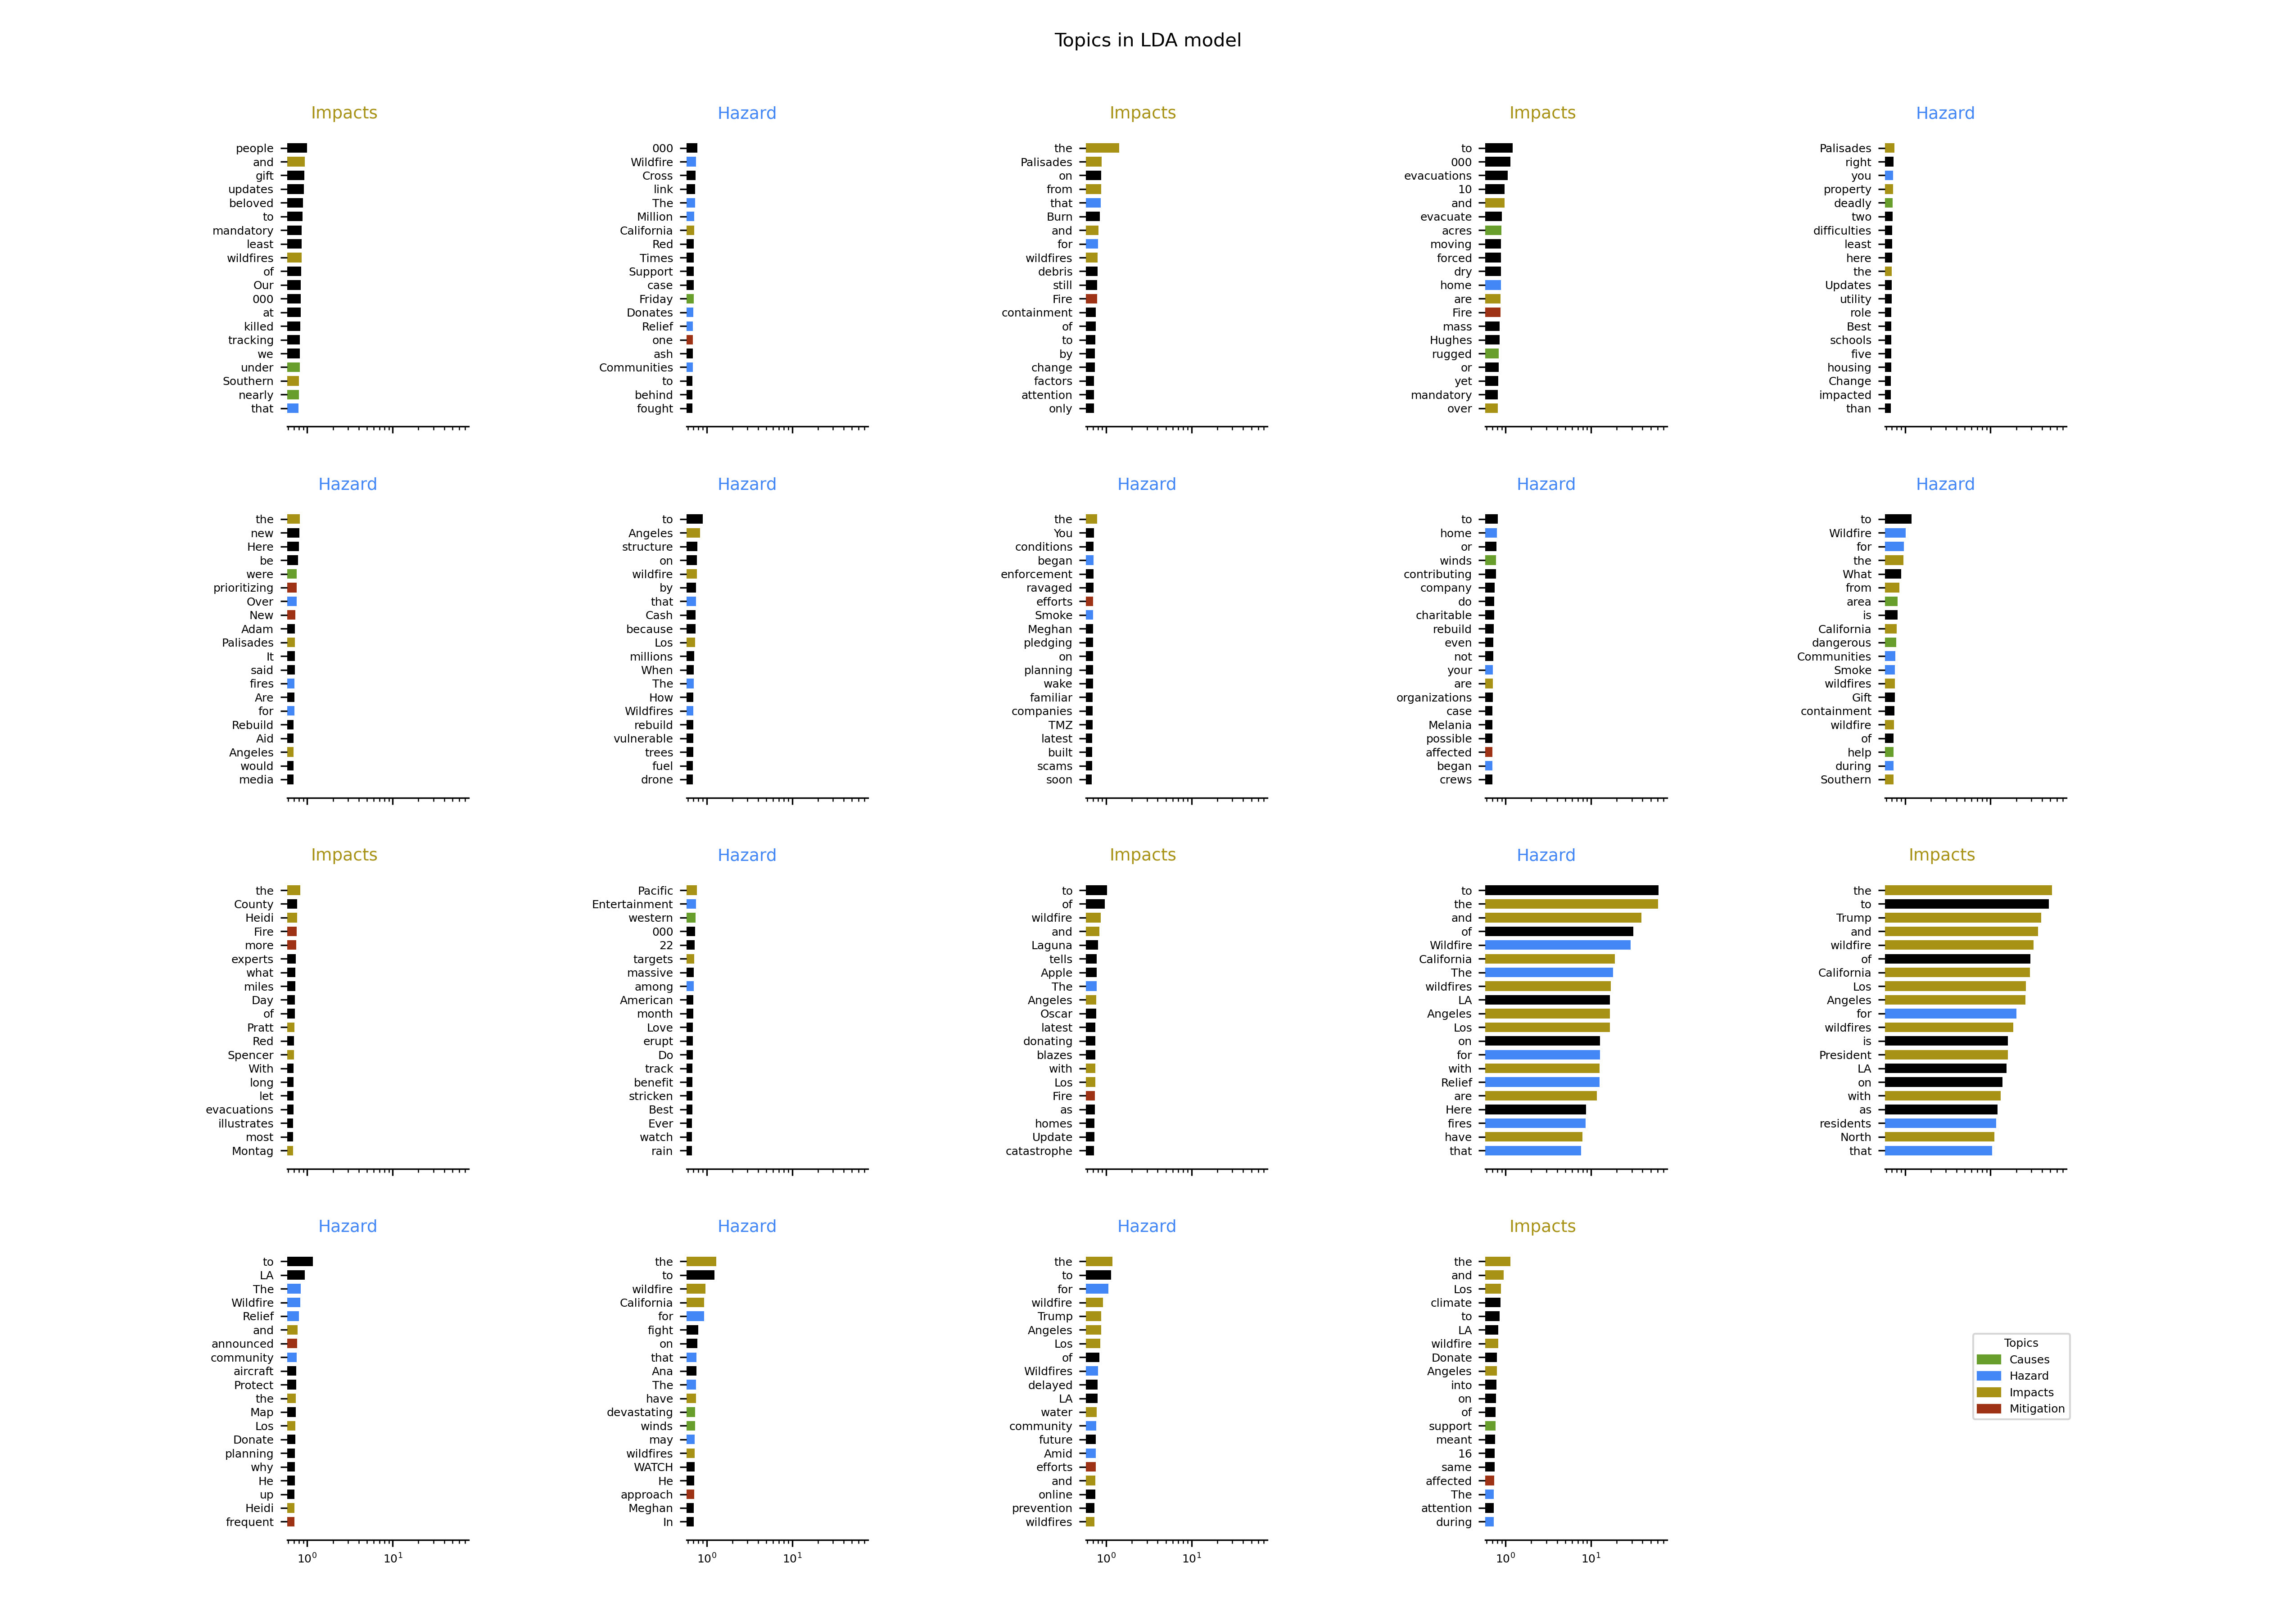 Topics in LDA model
Impacts
people
and
gift
updates
beloved
to
mandatory
least
wildfires
of
Our
000
at
killed
tracking
we
under
Southern
nearly
that
Hazard
000
Wildfire
Cross
link
The
Million
California
Red
Times
Support
case
Friday
Donates
Relief
one
ash
Communities
to
behind
fought
Impacts
the
Palisades
on
from
that
Burn
and
for
wildfires
debris
still
Fire
containment
of
to
by
change
factors
attention
only
Impacts
to
000
evacuations
10
and
evacuate
acres
moving
forced
dry
home
are
Fire
mass
Hughes
rugged
or
yet
mandatory
over
Hazard
Palisades
right
you
property
deadly
two
difficulties
least
here
the
Updates
utility
role
Best
schools
five
housing
Change
impacted
than
Hazard
the
new
Here
be
were
prioritizing
Over
New
Adam
Palisades
It
said
fires
Are
for
Rebuild
Aid
Angeles
would
media
Hazard
to
Angeles
structure
on
wildfire
by
that
Cash
because
Los
millions
When
The
How
Wildfires
rebuild
vulnerable
trees
fuel
drone
Hazard
the
You
conditions
began
enforcement
ravaged
efforts
Smoke
Meghan
pledging
on
planning
wake
familiar
companies
TMZ
latest
built
scams
soon
Hazard
to
home
or
winds
contributing
company
do
charitable
rebuild
even
not
your
are
organizations
case
Melania
possible
affected
began
crews
Hazard
to
Wildfire
for
the
What
from
area
is
California
dangerous
Communities
Smoke
wildfires
Gift
containment
wildfire
of
help
during
Southern
Impacts
the
County
Heidi
Fire
more
experts
what
miles
Day
of
Pratt
Red
Spencer
With
long
let
evacuations
illustrates
most
Montag
Hazard
Pacific
Entertainment
western
000
22
targets
massive
among
American
month
Love
erupt
Do
track
benefit
stricken
Best
Ever
watch
rain
Impacts
to
of
wildfire
and
Laguna
tells
Apple
The
Angeles
Oscar
latest
donating
blazes
with
Los
Fire
as
homes
Update
catastrophe
Hazard
to
the
and
of
Wildfire
California
The
wildfires
LA
Angeles
Los
on
for
with
Relief
are
Here
fires
have
that
Impacts
the
to
Trump
and
wildfire
of
California
Los
Angeles
for
wildfires
is
President
LA
on
with
as
residents
North
that
Hazard
to
LA
The
Wildfire
Relief
and
announced
community
aircraft
Protect
the
Map
Los
Donate
planning
why
He
up
Heidi
frequent
10^0 10^1
Hazard
the
to
wildfire
California
for
fight
on
that
Ana
The
have
devastating
winds
may
wildfires
WATCH
He
approach
Meghan
In
10^0 10^1
Hazard
the
to
for
wildfire
Trump
Angeles
Los
of
Wildfires
delayed
LA
water
community
future
Amid
efforts
and
online
prevention
wildfires
10^0 10^1
Impacts
the
and
Los
climate
to
LA
wildfire
Donate
Angeles
into
on
of
support
meant
16
same
affected
The
attention
during
10^0 10^1
Topics
Causes
Hazard
Impacts
Mitigation